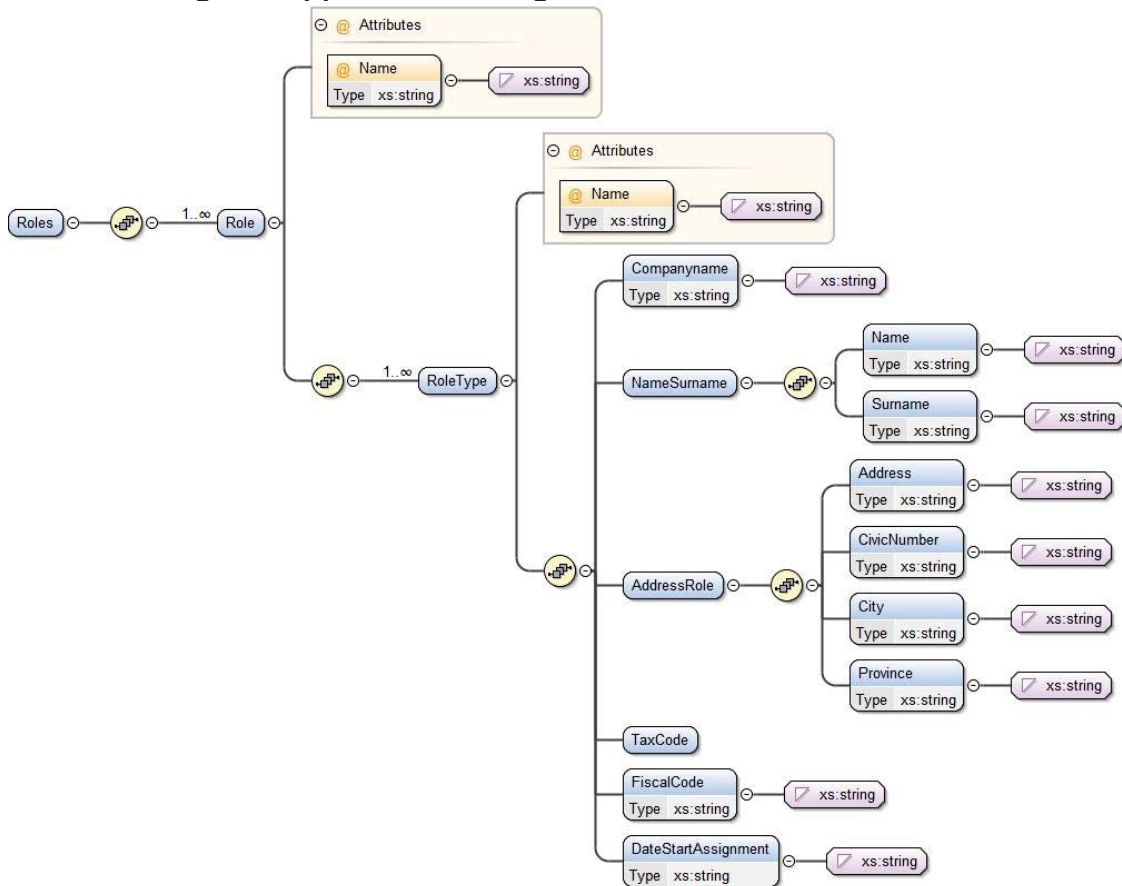 @ Attributes
@ Name
Type xs:string
xs:string
Roles
1..∞
Role
@ Attributes
@ Name
Type xs:string
xs:string
1..∞
RoleType
Companyname
Type xs:string
xs:string
NameSurname
Name
Type xs:string
xs:string
Surname
Type xs:string
xs:string
AddressRole
Address
Type xs:string
xs:string
CivicNumber
Type xs:string
xs:string
City
Type xs:string
xs:string
Province
Type xs:string
xs:string
TaxCode
FiscalCode
Type xs:string
xs:string
DateStartAssignment
Type xs:string
xs:string